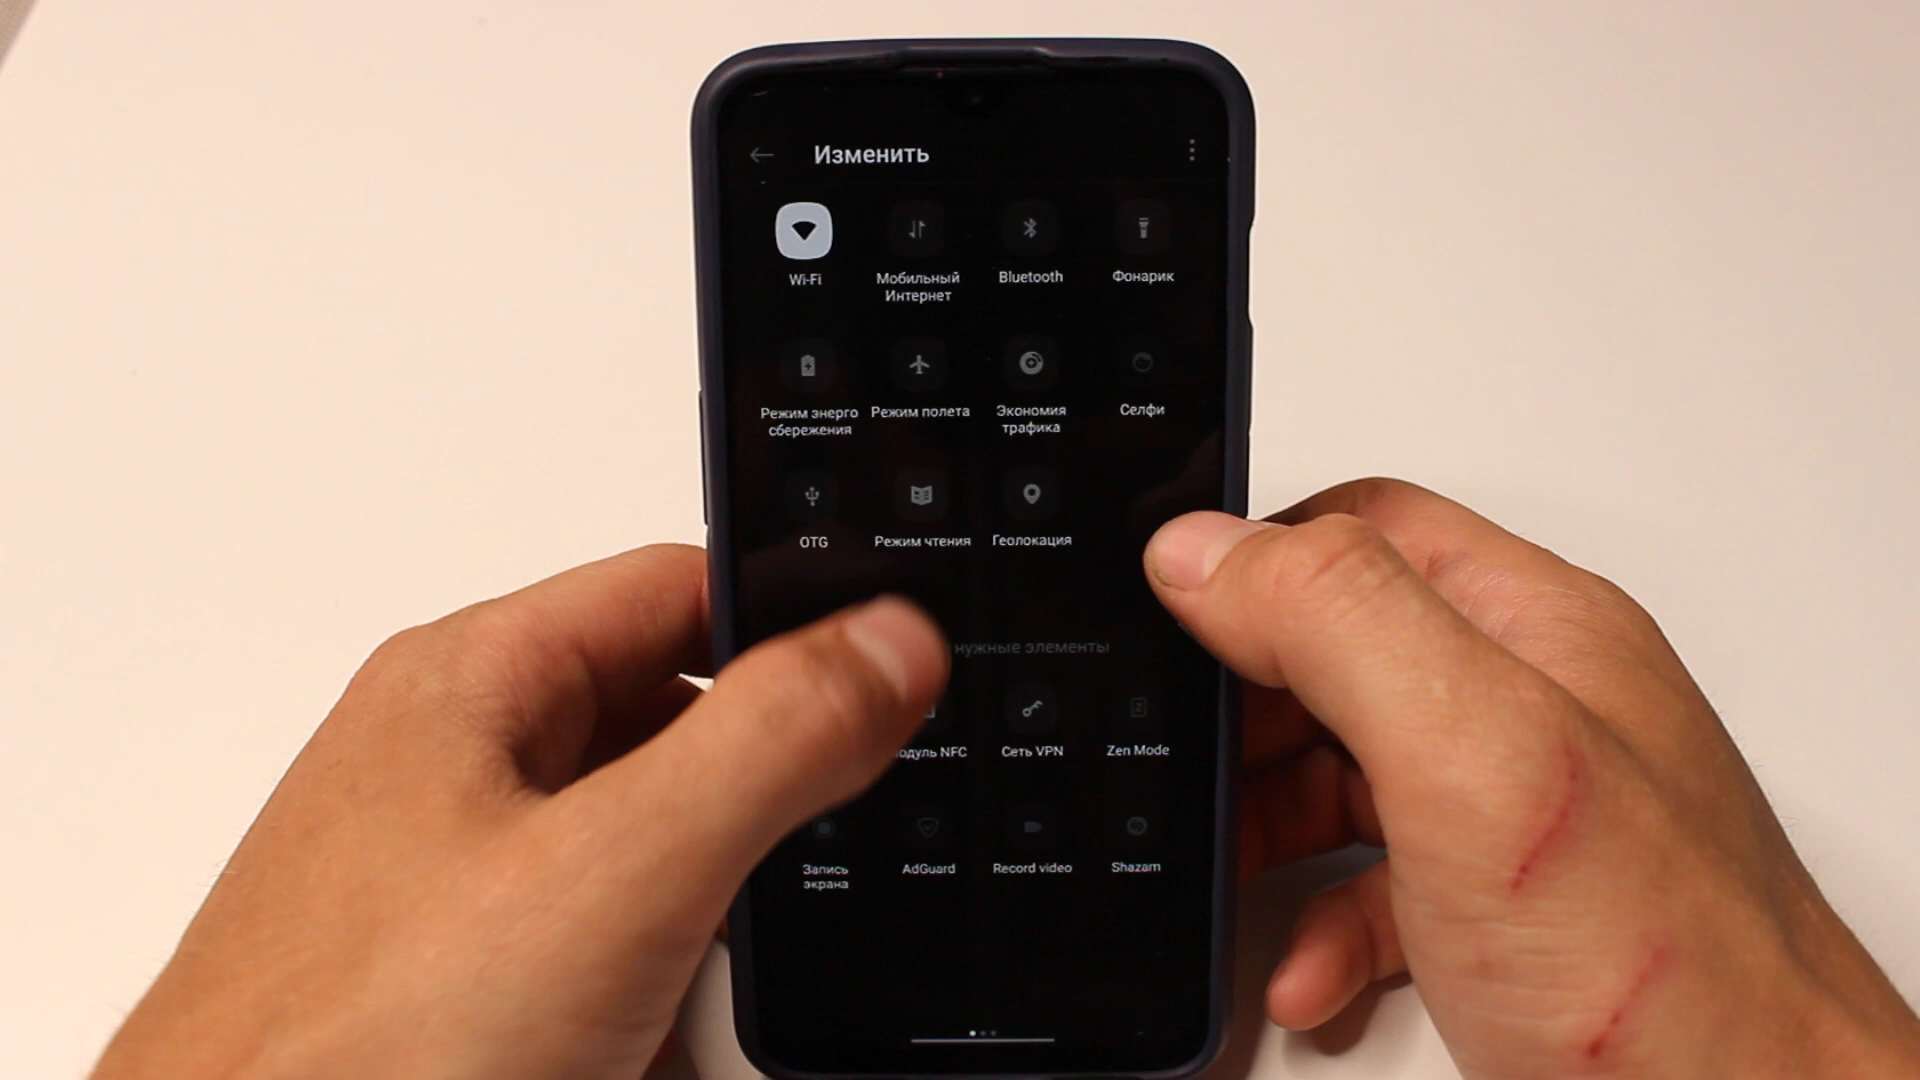 Изменить
Wi-Fi
Мобильный
Интернет
Bluetooth
Фонарик
Режим энерго
сбережения
Режим полета
Экономия
трафика
Селфи
OTG
Режим чтения
Геолокация
нужные элементы
NFC
Сеть VPN
Zen Mode
Запись
экрана
AdGuard
Record video
Shazam